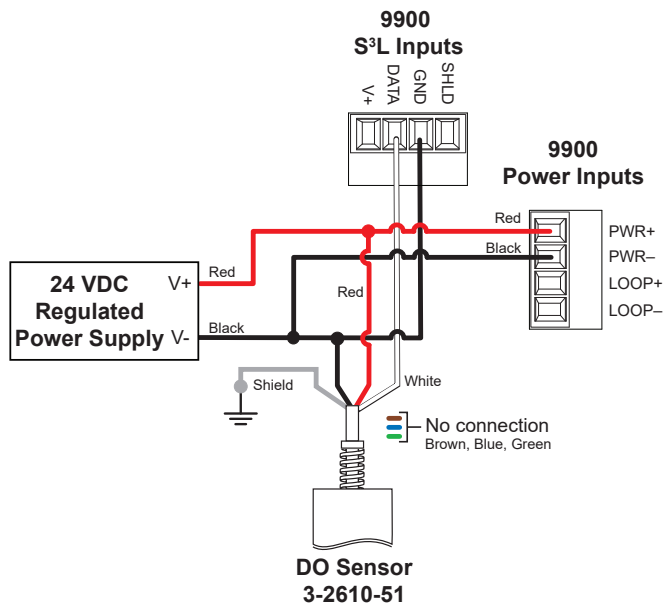 9900
S³L Inputs
V+
DATA
GND
SHLD
9900
Power Inputs
Red
PWR+
Black
PWR–
LOOP+
LOOP–
24 VDC
Regulated
Power Supply
V+
V-
Red
Black
Red
White
Shield
No connection
Brown, Blue, Green
DO Sensor
3-2610-51